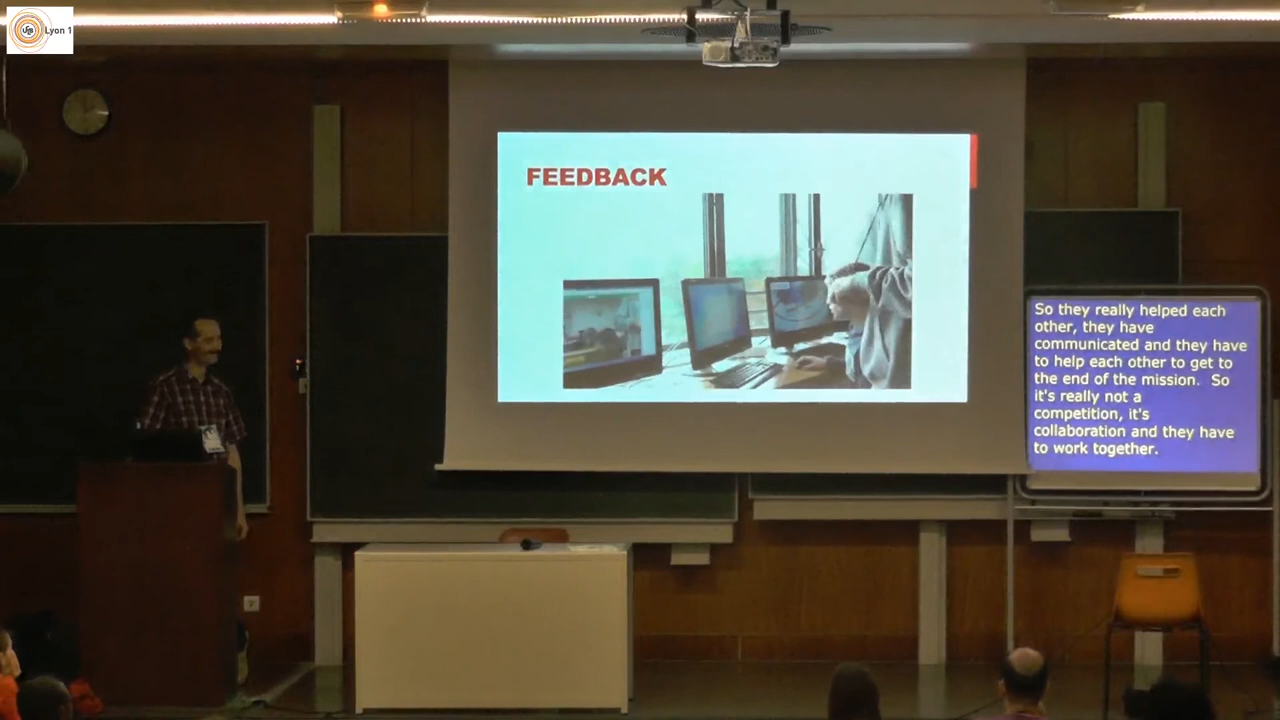 Lyon 1
FEEDBACK
So they really helped each
other, they have
communicated and they have
to help each other to get to
the end of the mission.  So
it's really not a
competition, it's
collaboration and they have
to work together.